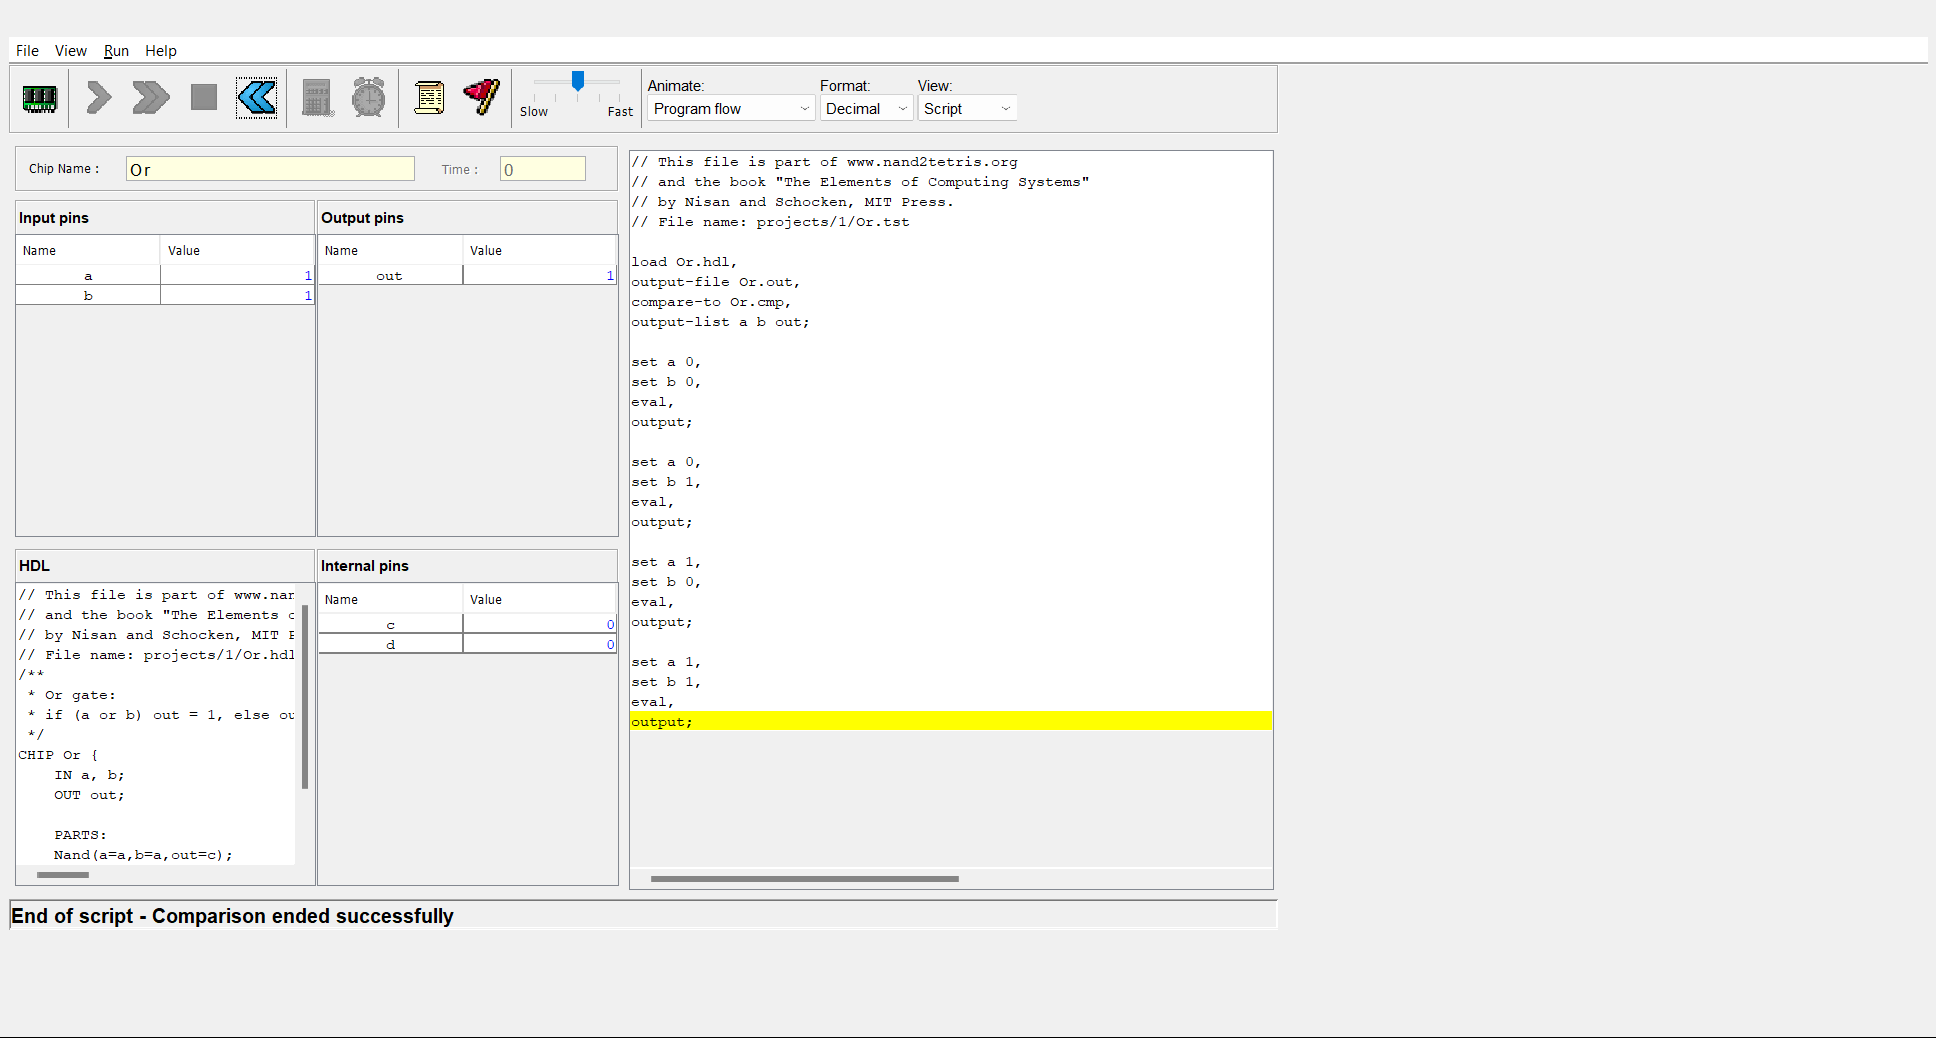 File View Run Help
Slow Fast
Animate: Format: View:
Program flow Decimal Script
Chip Name : Or Time : 0
Input pins
Name Value
a 1
b 1
Output pins
Name Value
out 1
HDL
// This file is part of www.nan
// and the book "The Elements o
// by Nisan and Schocken, MIT P
// File name: projects/1/Or.hdl
/**
* Or gate:
* if (a or b) out = 1, else ou
*/
CHIP Or {
IN a, b;
OUT out;
PARTS:
Nand(a=a,b=a,out=c);
Internal pins
Name Value
c 0
d 0
// This file is part of www.nand2tetris.org
// and the book "The Elements of Computing Systems"
// by Nisan and Schocken, MIT Press.
// File name: projects/1/Or.tst
load Or.hdl,
output-file Or.out,
compare-to Or.cmp,
output-list a b out;
set a 0,
set b 0,
eval,
output;
set a 0,
set b 1,
eval,
output;
set a 1,
set b 0,
eval,
output;
set a 1,
set b 1,
eval,
output;
End of script - Comparison ended successfully